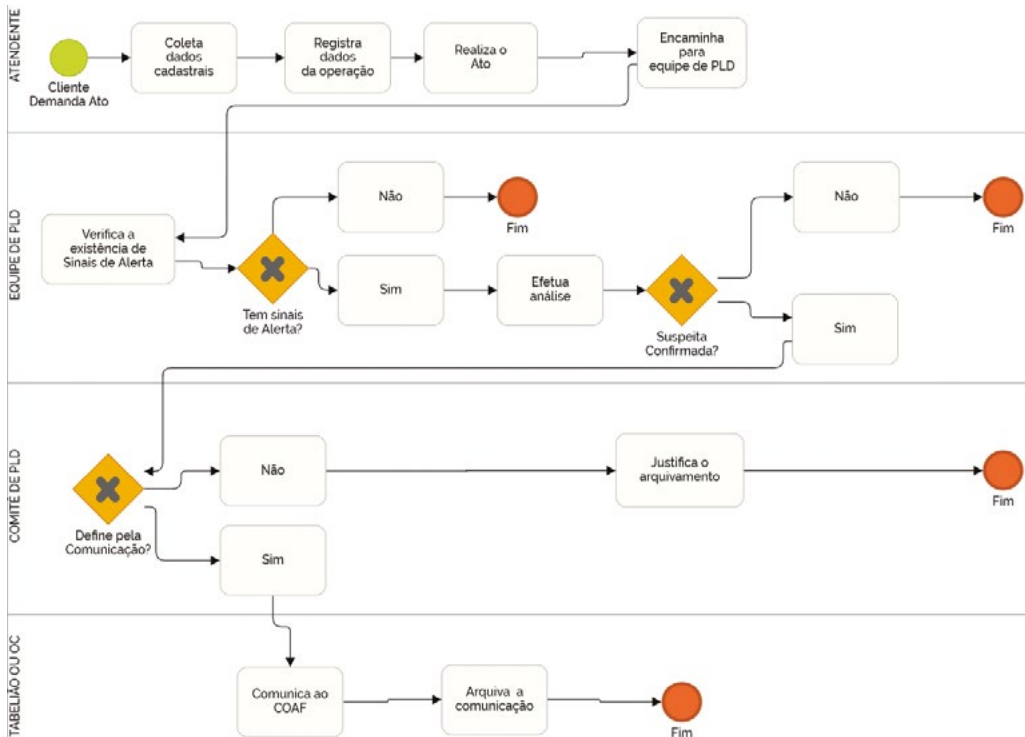 ATENDENTE
Cliente
Demanda Ato
Coleta
dados
cadastrais
Registra
dados
da operação
Realiza o
Ato
Encaminha
para
equipe de PLD
EQUIPE DE PLD
Verifica a
existência de
Sinais de Alerta
Tem sinais
de Alerta?
Não
Fim
Sim
Efetua
análise
Suspeita
Confirmada?
Não
Fim
Sim
COMITÊ DE PLD
Define pela
Comunicação?
Não
Justifica o
arquivamento
Fim
Sim
TABELIÃO OU OC
Comunica ao
COAF
Arquiva a
comunicação
Fim